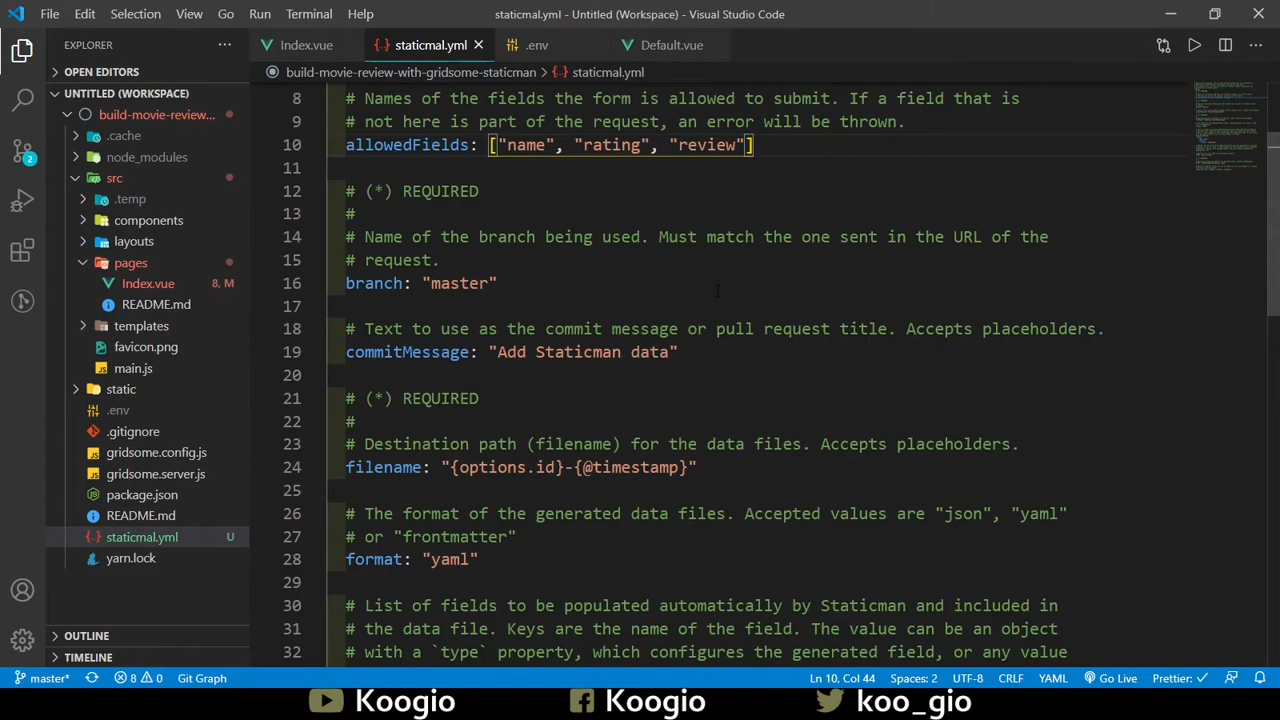 File Edit Selection View Go Run Terminal Help staticmal.yml - Untitled (Workspace) - Visual Studio Code
EXPLORER
Index.vue
staticmal.yml
.env
Default.vue
OPEN EDITORS
build-movie-review-with-gridsome-staticman > staticmal.yml
UNTITLED (WORKSPACE)
build-movie-review...
.cache
node_modules
src
.temp
components
layouts
pages
Index.vue 8, M
README.md
templates
favicon.png
main.js
static
.env
.gitignore
gridsome.config.js
gridsome.server.js
package.json
README.md
staticmal.yml U
yarn.lock
OUTLINE
TIMELINE
8 # Names of the fields the form is allowed to submit. If a field that is
9 # not here is part of the request, an error will be thrown.
10 allowedFields: ["name", "rating", "review"]
11
12 # (*) REQUIRED
13 #
14 # Name of the branch being used. Must match the one sent in the URL of the
15 # request.
16 branch: "master"
17
18 # Text to use as the commit message or pull request title. Accepts placeholders.
19 commitMessage: "Add Staticman data"
20
21 # (*) REQUIRED
22 #
23 # Destination path (filename) for the data files. Accepts placeholders.
24 filename: "{options.id}-{@timestamp}"
25
26 # The format of the generated data files. Accepted values are "json", "yaml"
27 # or "frontmatter"
28 format: "yaml"
29
30 # List of fields to be populated automatically by Staticman and included in
31 # the data file. Keys are the name of the field. The value can be an object
32 # with a `type` property, which configures the generated field, or any value
2
master* 8 0 Git Graph Ln 10, Col 44 Spaces: 2 UTF-8 CRLF YAML Go Live Prettier: ✓
Koogio Koogio koo_gio